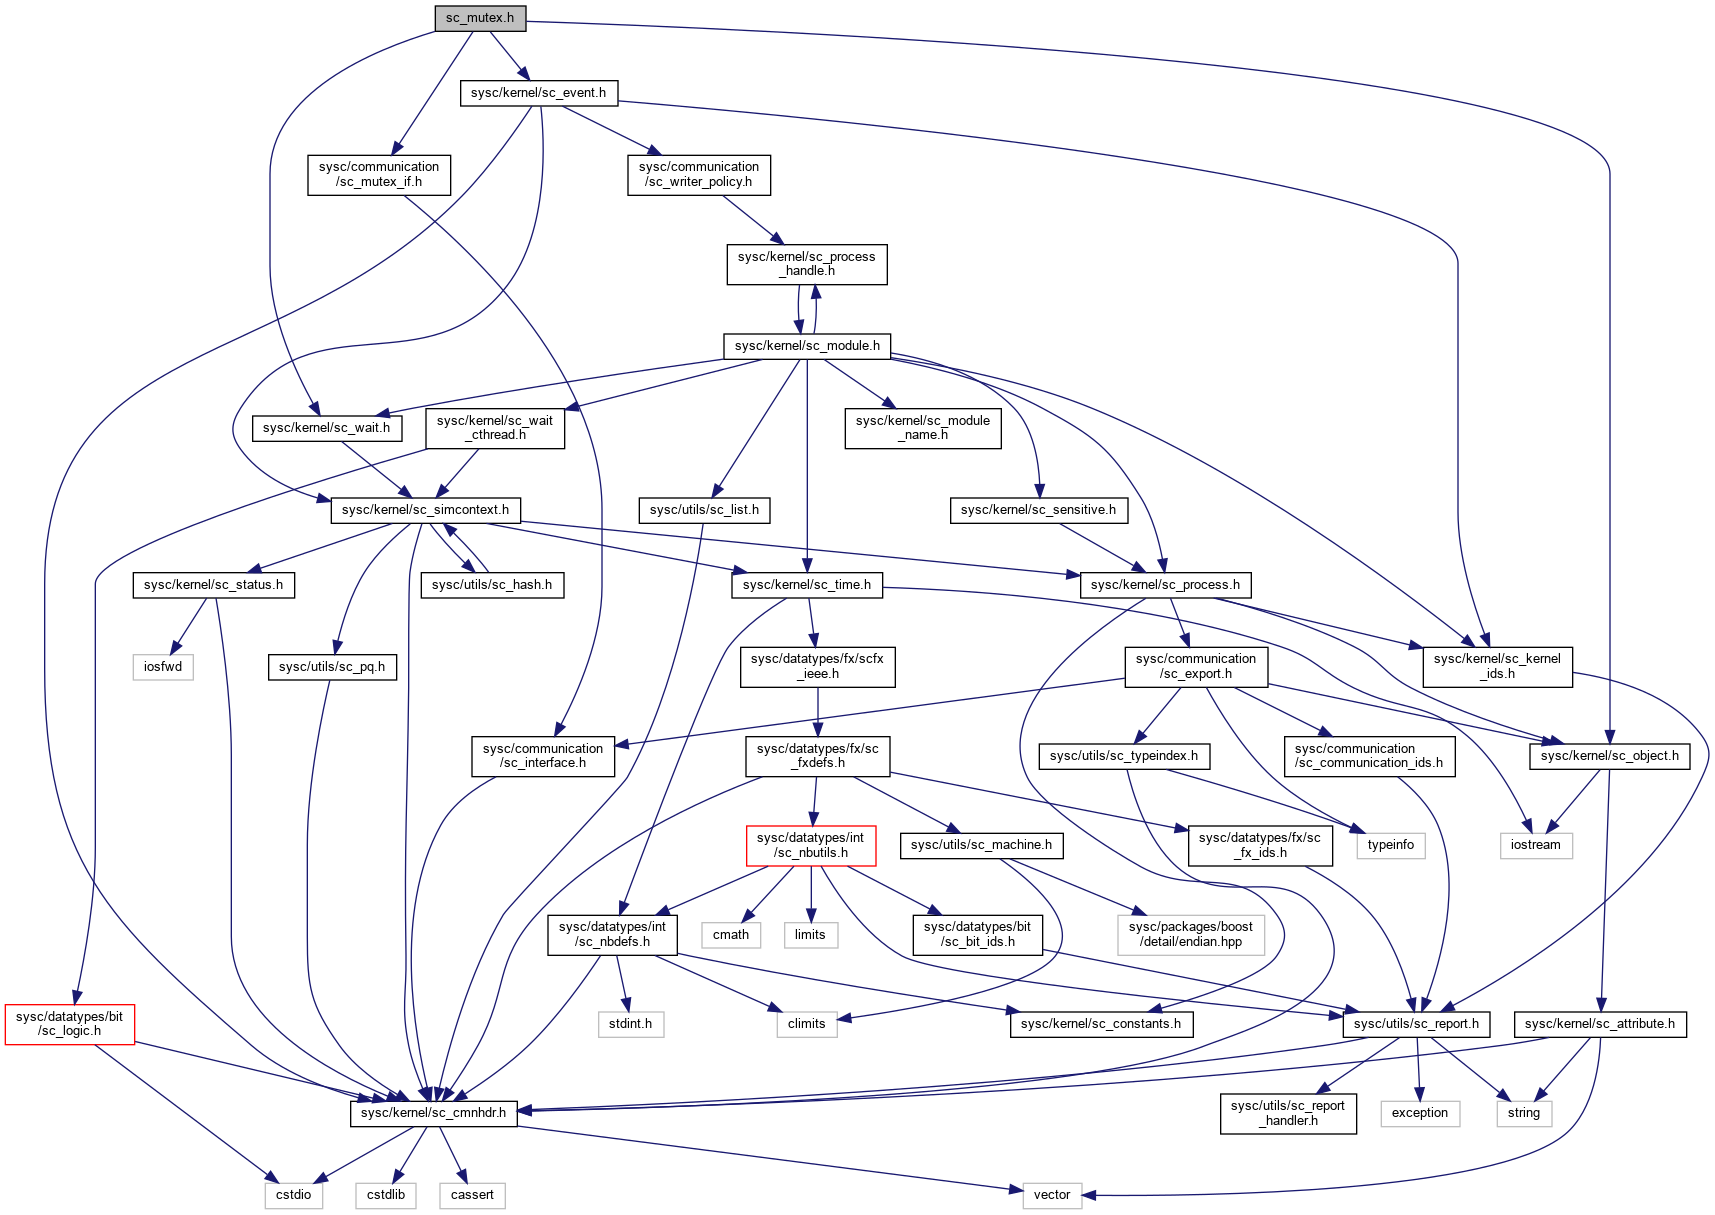 sc_mutex.h
sysc/kernel/sc_event.h
sysc/communication
/sc_mutex_if.h
sysc/communication
/sc_writer_policy.h
sysc/kernel/sc_process
_handle.h
sysc/kernel/sc_module.h
sysc/kernel/sc_wait.h
sysc/kernel/sc_wait
_cthread.h
sysc/kernel/sc_module
_name.h
sysc/kernel/sc_simcontext.h
sysc/utils/sc_list.h
sysc/kernel/sc_sensitive.h
sysc/kernel/sc_status.h
sysc/utils/sc_hash.h
sysc/kernel/sc_time.h
sysc/kernel/sc_process.h
iosfwd
sysc/utils/sc_pq.h
sysc/datatypes/fx/scfx
_ieee.h
sysc/communication
/sc_export.h
sysc/kernel/sc_kernel
_ids.h
sysc/communication
/sc_interface.h
sysc/datatypes/fx/sc
_fxdefs.h
sysc/utils/sc_typeindex.h
sysc/communication
/sc_communication_ids.h
sysc/kernel/sc_object.h
sysc/datatypes/int
/sc_nbutils.h
sysc/utils/sc_machine.h
sysc/datatypes/fx/sc
_fx_ids.h
typeinfo
iostream
sysc/datatypes/int
/sc_nbdefs.h
cmath
limits
sysc/datatypes/bit
/sc_bit_ids.h
sysc/packages/boost
/detail/endian.hpp
sysc/datatypes/bit
/sc_logic.h
stdint.h
climits
sysc/kernel/sc_constants.h
sysc/utils/sc_report.h
sysc/kernel/sc_attribute.h
sysc/kernel/sc_cmnhdr.h
sysc/utils/sc_report
_handler.h
exception
string
cstdio
cstdlib
cassert
vector